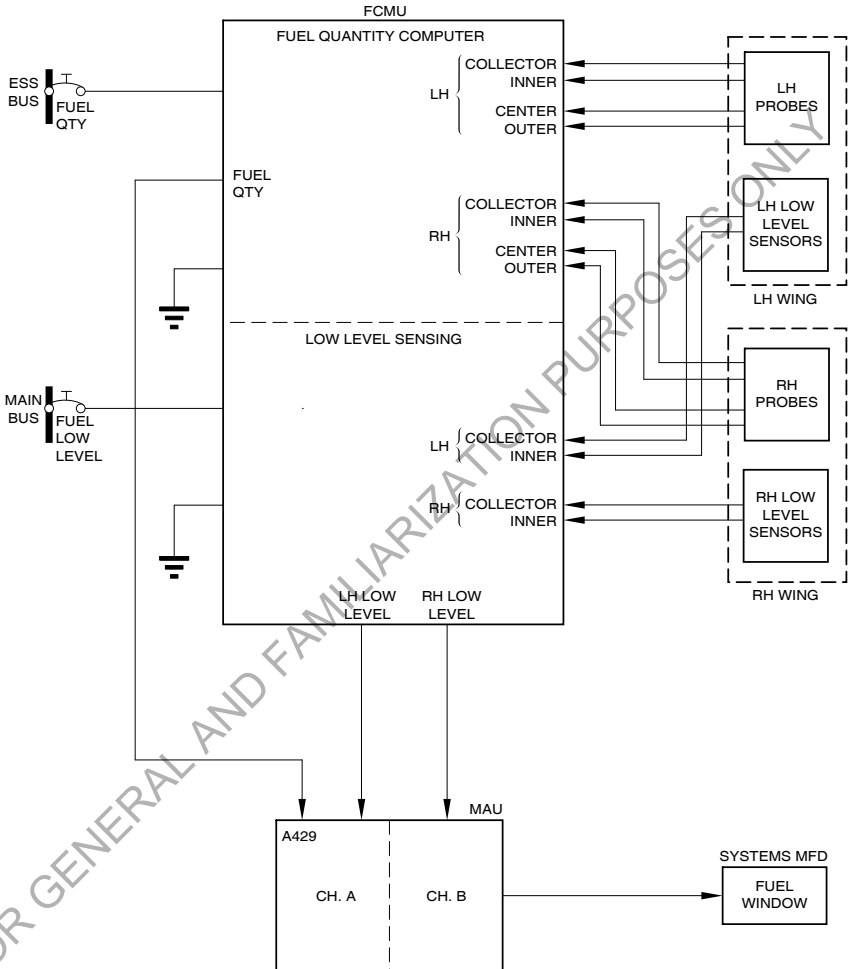 FCMU
FUEL QUANTITY COMPUTER
ESS
BUS
FUEL
QTY
FUEL
QTY
LH
COLLECTOR
INNER
CENTER
OUTER
RH
COLLECTOR
INNER
CENTER
OUTER
LH
PROBES
LH LOW
LEVEL
SENSORS
LH WING
LOW LEVEL SENSING
MAIN
BUS
FUEL
LOW
LEVEL
LH
COLLECTOR
INNER
RH
COLLECTOR
INNER
RH
PROBES
RH LOW
LEVEL
SENSORS
RH WING
LH LOW
LEVEL
RH LOW
LEVEL
MAU
A429
CH. A
CH. B
SYSTEMS MFD
FUEL
WINDOW
OR GENERAL AND FAMILIARIZATION PURPOSES ONLY